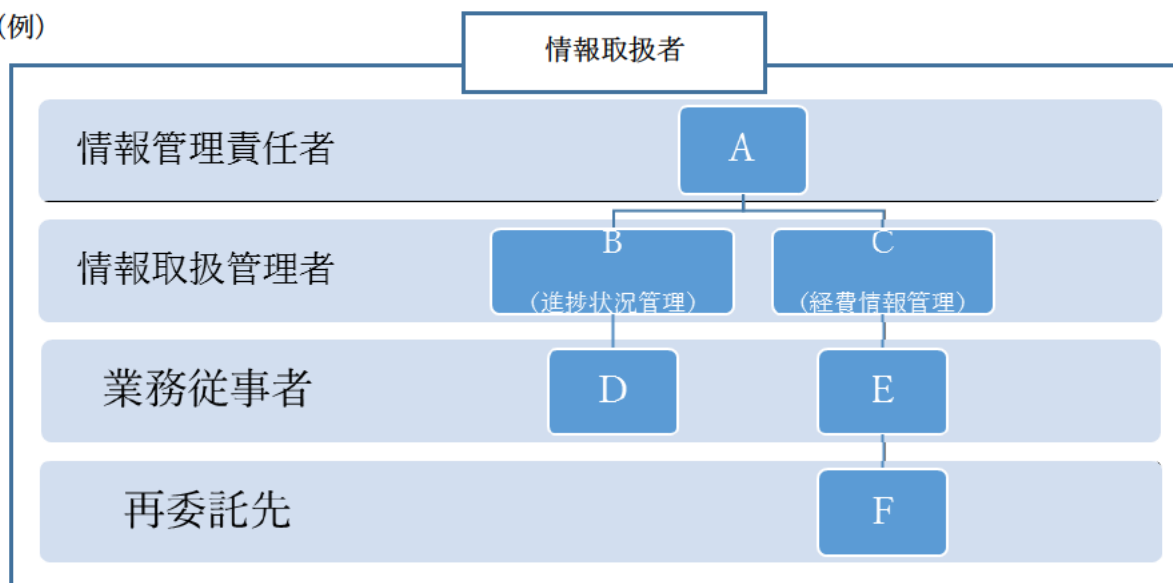 (例)
情報取扱者
情報管理責任者
A
情報取扱管理者
B
(進捗状況管理)
C
(経費情報管理)
業務従事者
D
E
再委託先
F